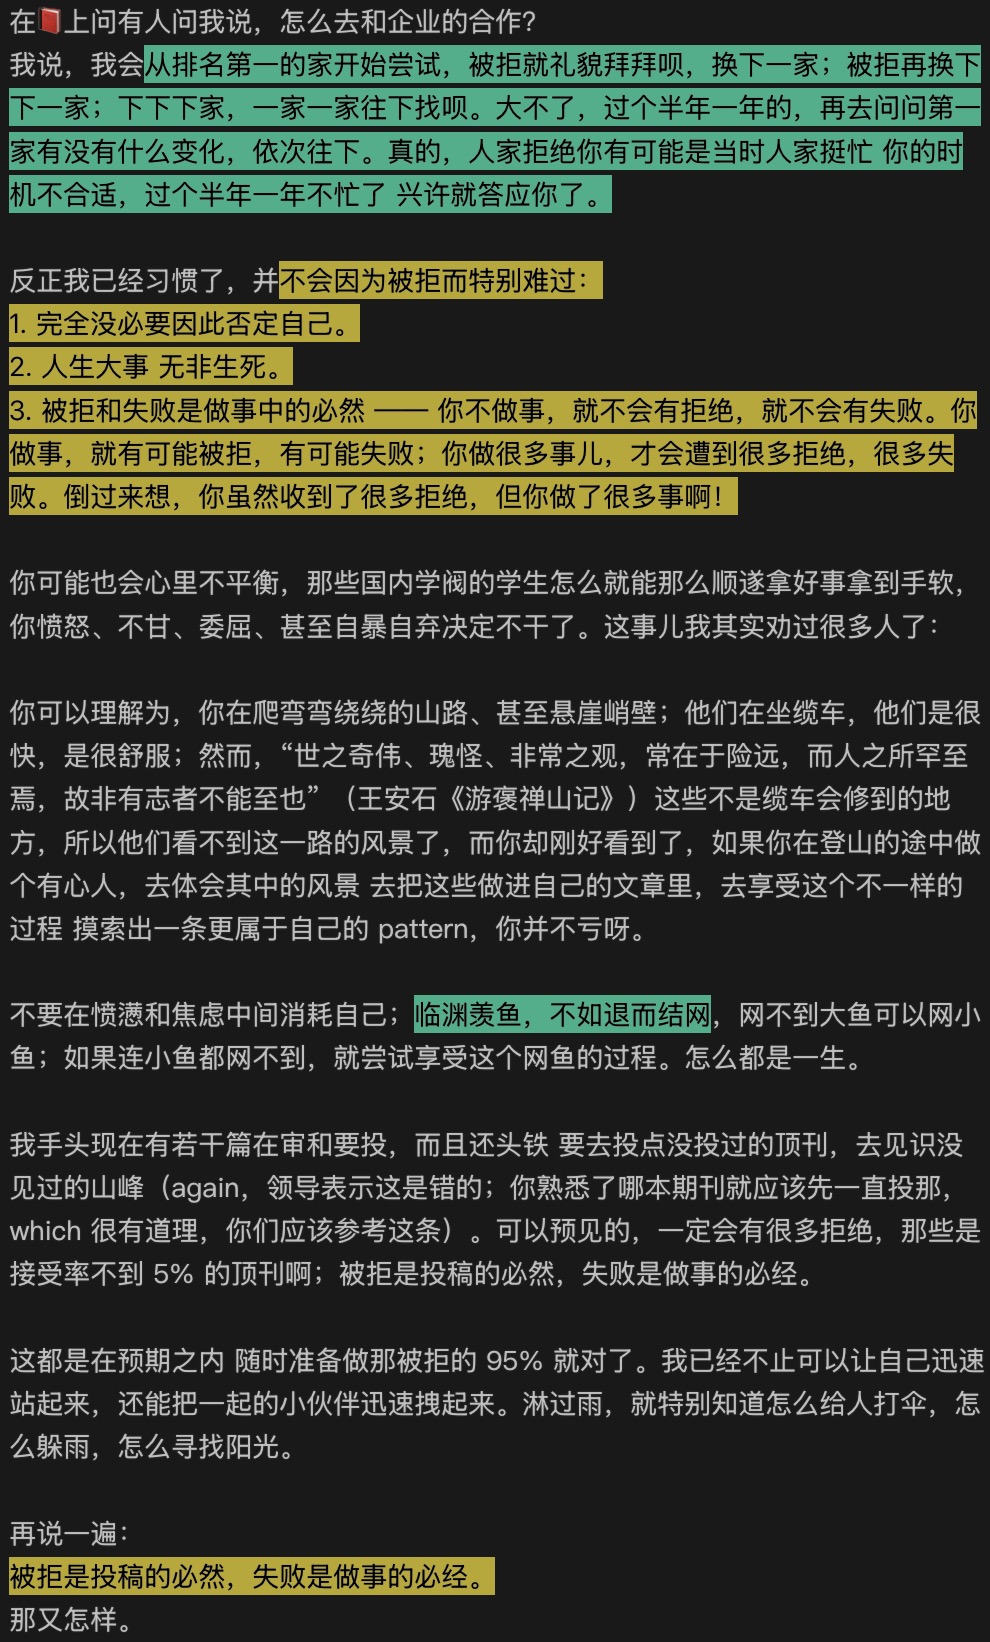 在📕上问有人问我说，怎么去和企业的合作？
我说，我会从排名第一的家开始尝试，被拒就礼貌拜拜呗，换下一家；被拒再换下
下一家；下下下家，一家一家往下找呗。大不了，过个半年一年的，再去问问第一
家有没有什么变化，依次往下。真的，人家拒绝你有可能是当时人家挺忙 你的时
机不合适，过个半年一年不忙了 兴许就答应你了。
反正我已经习惯了，并不会因为被拒而特别难过：
1. 完全没必要因此否定自己。
2. 人生大事 无非生死。
3. 被拒和失败是做事中的必然 —— 你不做事，就不会有拒绝，就不会有失败。你
做事，就有可能被拒，有可能失败；你做很多事儿，才会遭到很多拒绝，很多失
败。倒过来想，你虽然收到了很多拒绝，但你做了很多事啊！
你可能也会心里不平衡，那些国内学阀的学生怎么就能那么顺遂拿好事拿到手软，
你愤怒、不甘、委屈、甚至自暴自弃决定不干了。这事儿我其实劝过很多人了：
你可以理解为，你在爬弯弯绕绕的山路、甚至悬崖峭壁；他们在坐缆车，他们是很
快，是很舒服；然而，“世之奇伟、瑰怪、非常之观，常在于险远，而人之所罕至
焉，故非有志者不能至也”（王安石《游褒禅山记》）这些不是缆车会修到的地
方，所以他们看不到这一路的风景了，而你却刚好看到了，如果你在登山的途中做
个有心人，去体会其中的风景 去把这些做进自己的文章里，去享受这个不一样的
过程 摸索出一条更属于自己的 pattern，你并不亏呀。
不要在愤懑和焦虑中间消耗自己；临渊羡鱼，不如退而结网，网不到大鱼可以网小
鱼；如果连小鱼都网不到，就尝试享受这个网鱼的过程。怎么都是一生。
我手头现在有若干篇在审和要投，而且还头铁 要去投点没投过的顶刊，去见识没
见过的山峰（again，领导表示这是错的；你熟悉了哪本期刊就应该先一直投那，
which 很有道理，你们应该参考这条）。可以预见的，一定会有很多拒绝，那些是
接受率不到 5% 的顶刊啊；被拒是投稿的必然，失败是做事的必经。
这都是在预期之内 随时准备做那被拒的 95% 就对了。我已经不止可以让自己迅速
站起来，还能把一起的小伙伴迅速拽起来。淋过雨，就特别知道怎么给人打伞，怎
么躲雨，怎么寻找阳光。
再说一遍：
被拒是投稿的必然，失败是做事的必经。
那又怎样。